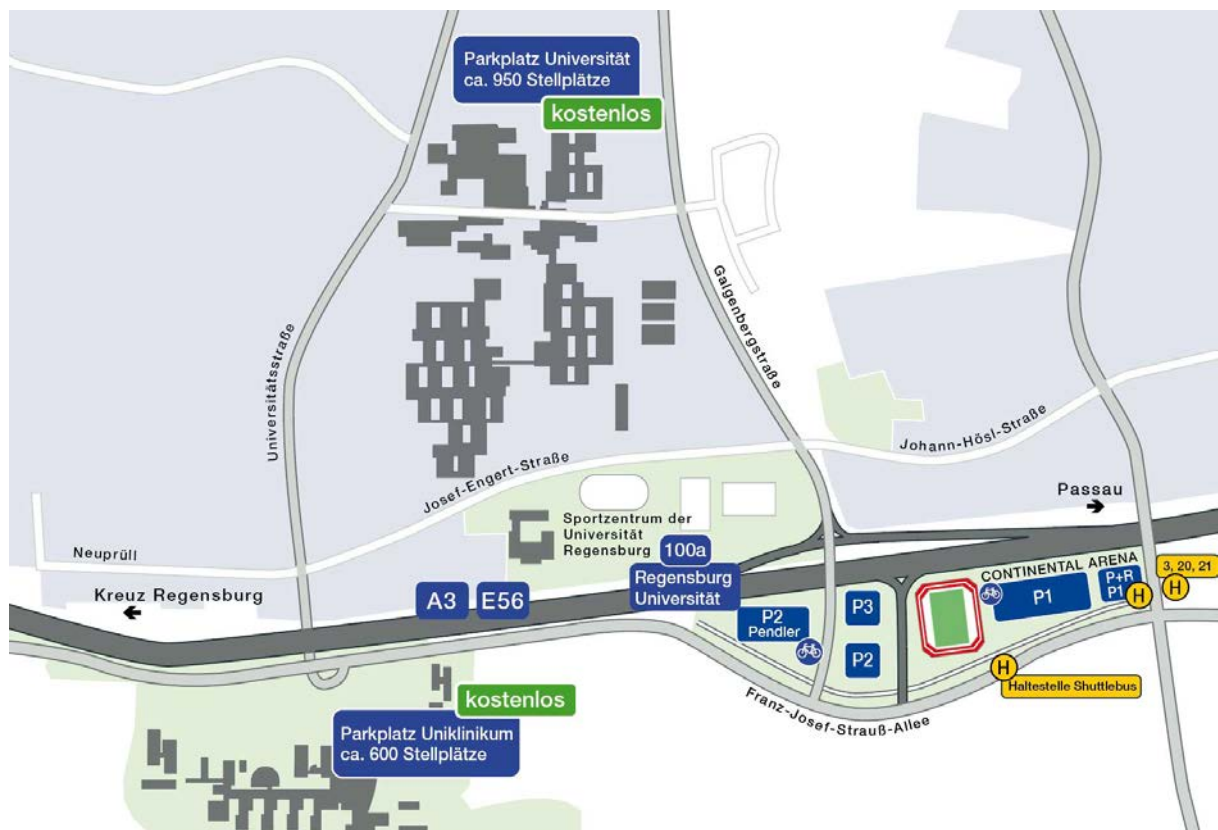 Parkplatz Universität
ca. 950 Stellplätze
kostenlos
Universitätsstraße
Galgenbergstraße
Johann-Hösl-Straße
Josef-Engert-Straße
Passau
Sportzentrum der
Universität
Regensburg
100a
Regensburg
Universität
Neuprüll
Kreuz Regensburg
A3
E56
CONTINENTAL ARENA
3, 20, 21
H
P+R
P1
H
P1
P3
P2
Pendler
P2
H
Haltestelle Shuttlebus
Franz-Josef-Strauß-Allee
kostenlos
Parkplatz Uniklinikum
ca. 600 Stellplätze